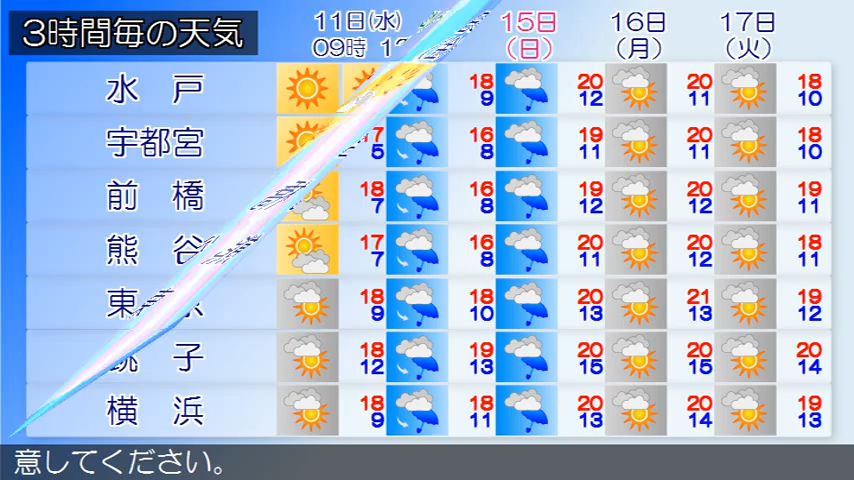 3時間毎の天気
11日(水) 15日 16日 17日
09時 (日) (月) (火)
水戸 18 20 20 18
9 12 11 10
宇都宮 17 16 19 20 18
5 8 11 11 10
前橋 18 16 19 20 19
7 8 12 12 11
熊谷 17 16 20 20 18
7 8 11 12 11
東京 18 18 20 21 19
9 10 13 13 12
銚子 18 19 20 20 20
12 13 15 15 14
横浜 18 18 20 20 19
9 11 13 14 13
意してください。